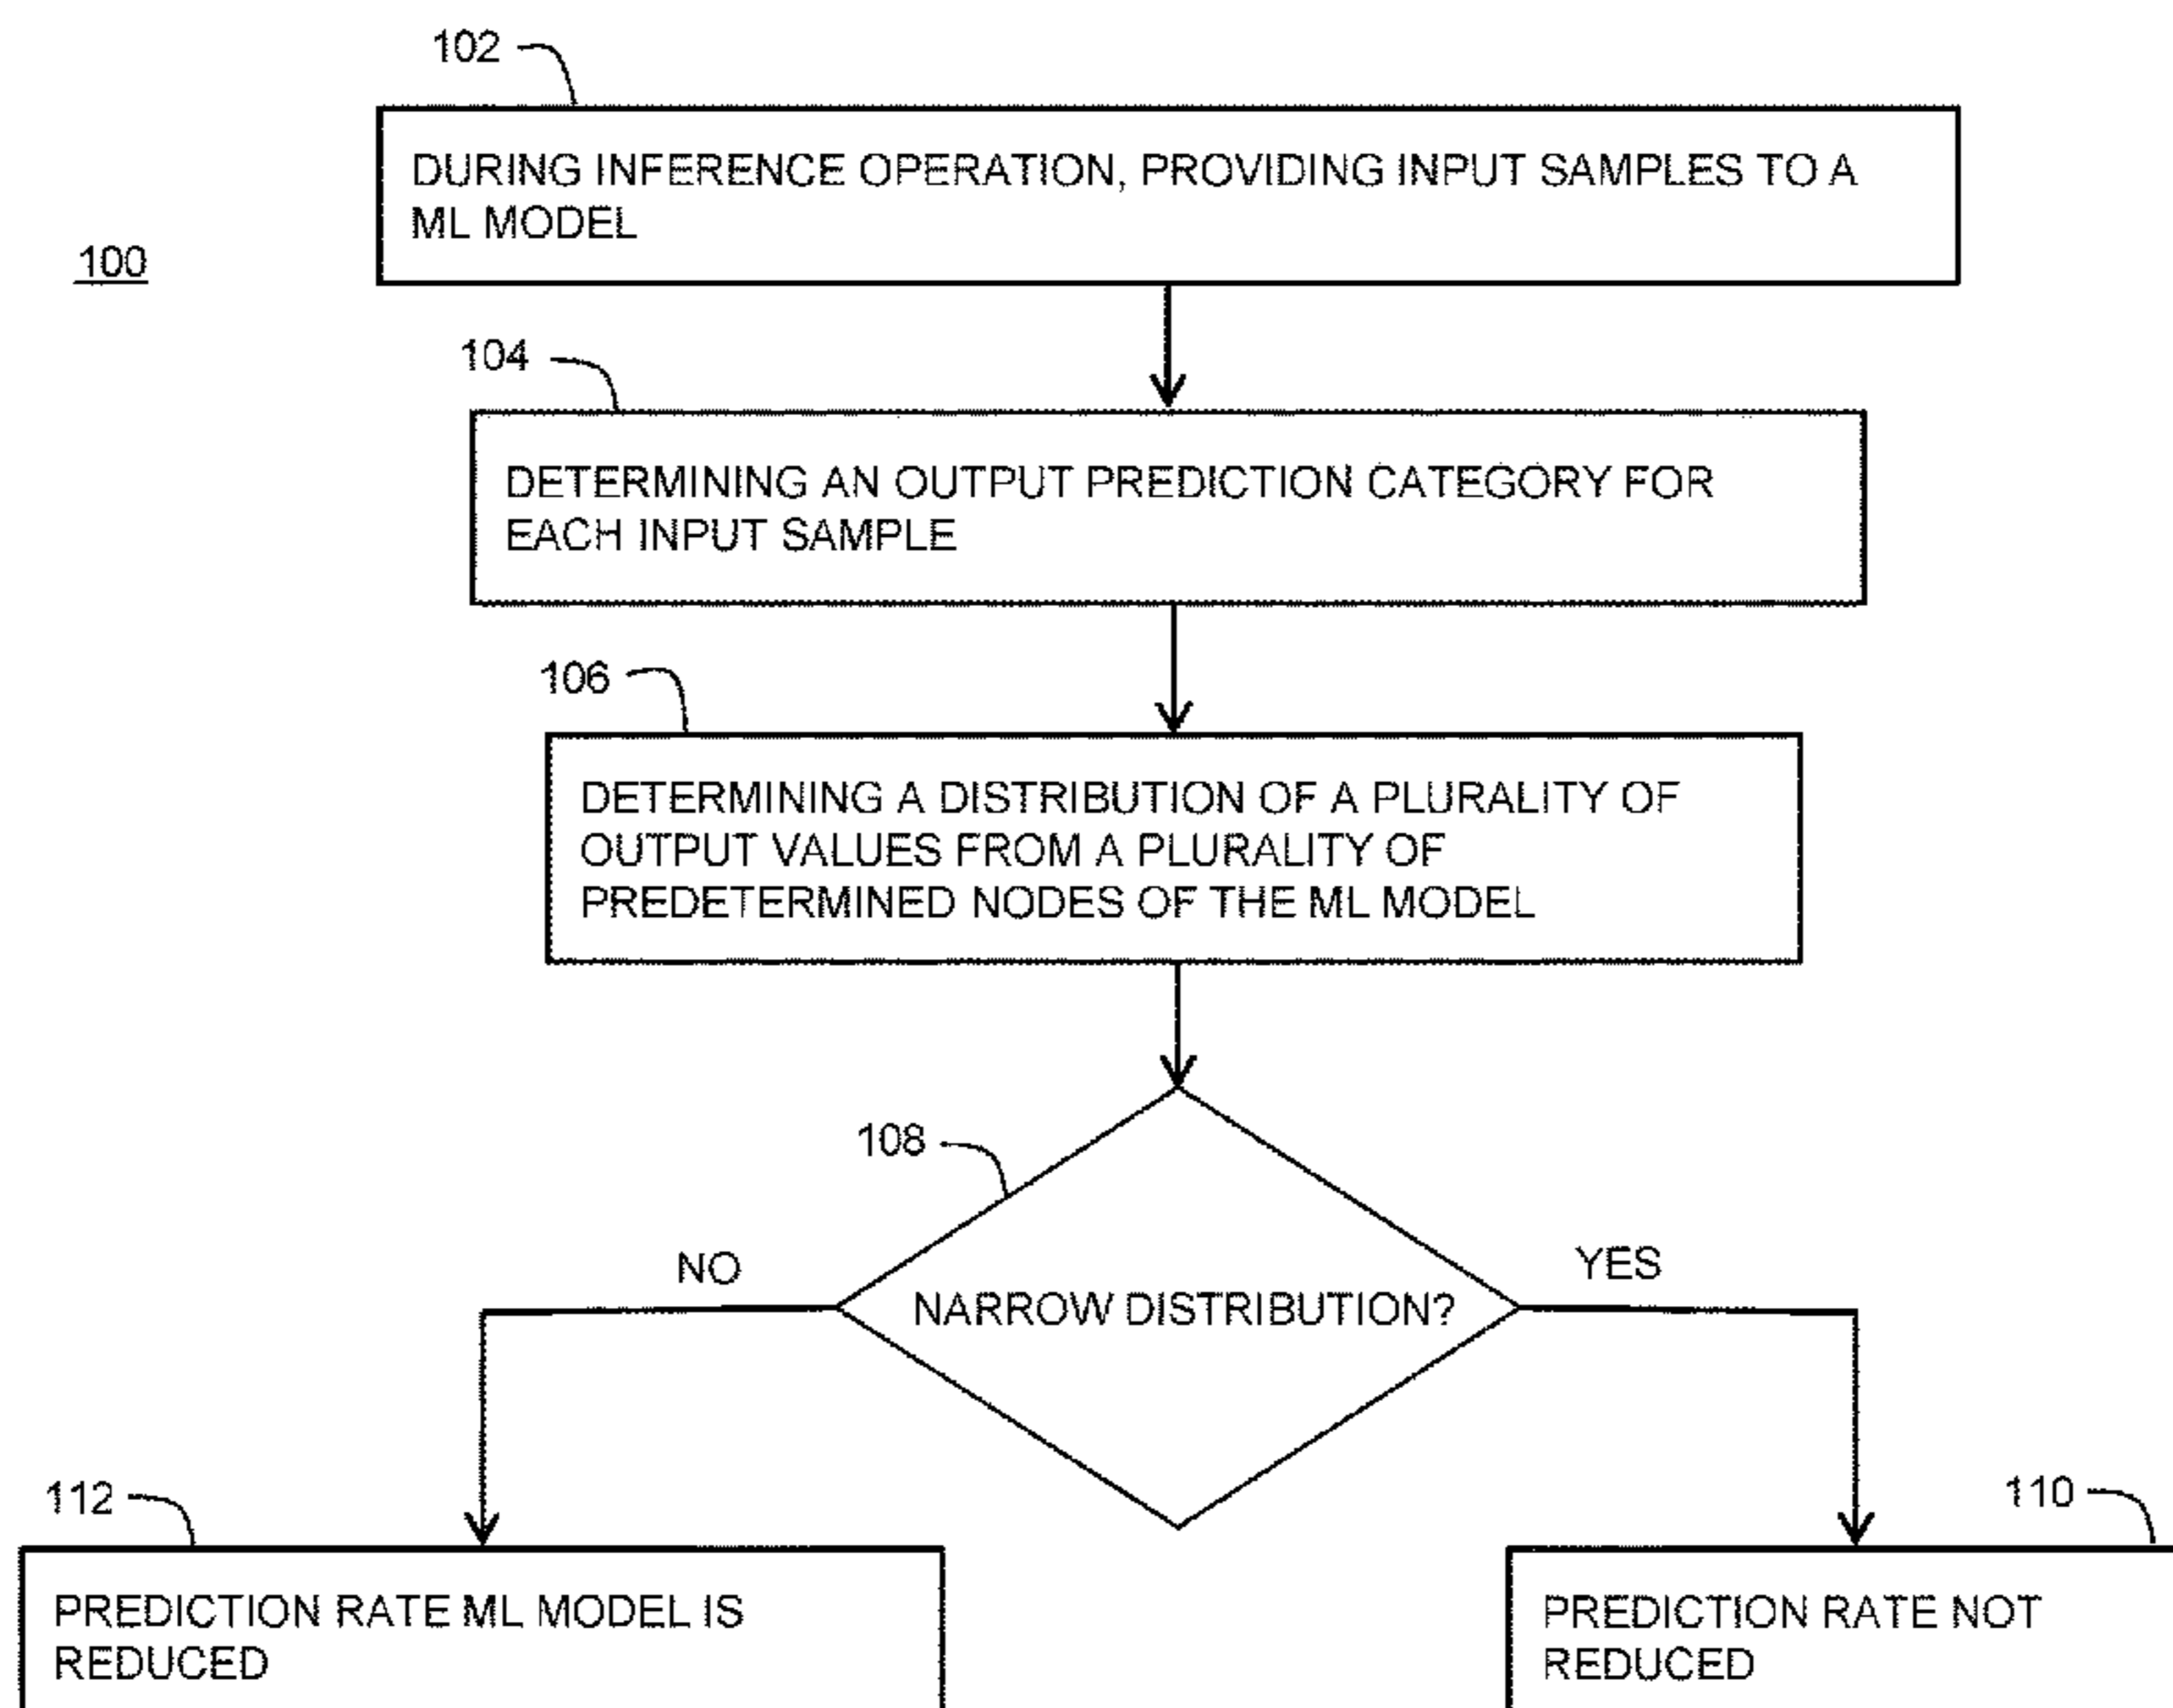 102
DURING INFERENCE OPERATION, PROVIDING INPUT SAMPLES TO A
ML MODEL
100
104
DETERMINING AN OUTPUT PREDICTION CATEGORY FOR
EACH INPUT SAMPLE
106
DETERMINING A DISTRIBUTION OF A PLURALITY OF
OUTPUT VALUES FROM A PLURALITY OF
PREDETERMINED NODES OF THE ML MODEL
108
NO
YES
NARROW DISTRIBUTION?
112
110
PREDICTION RATE ML MODEL IS
REDUCED
PREDICTION RATE NOT
REDUCED